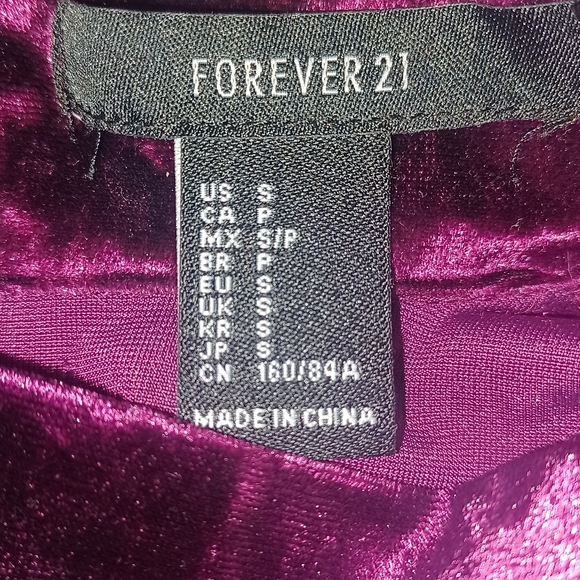 FOREVER 21
US S
CA P
MX S/P
BR P
EU S
UK S
KR S
JP S
CN 160/84A
MADE IN CHINA